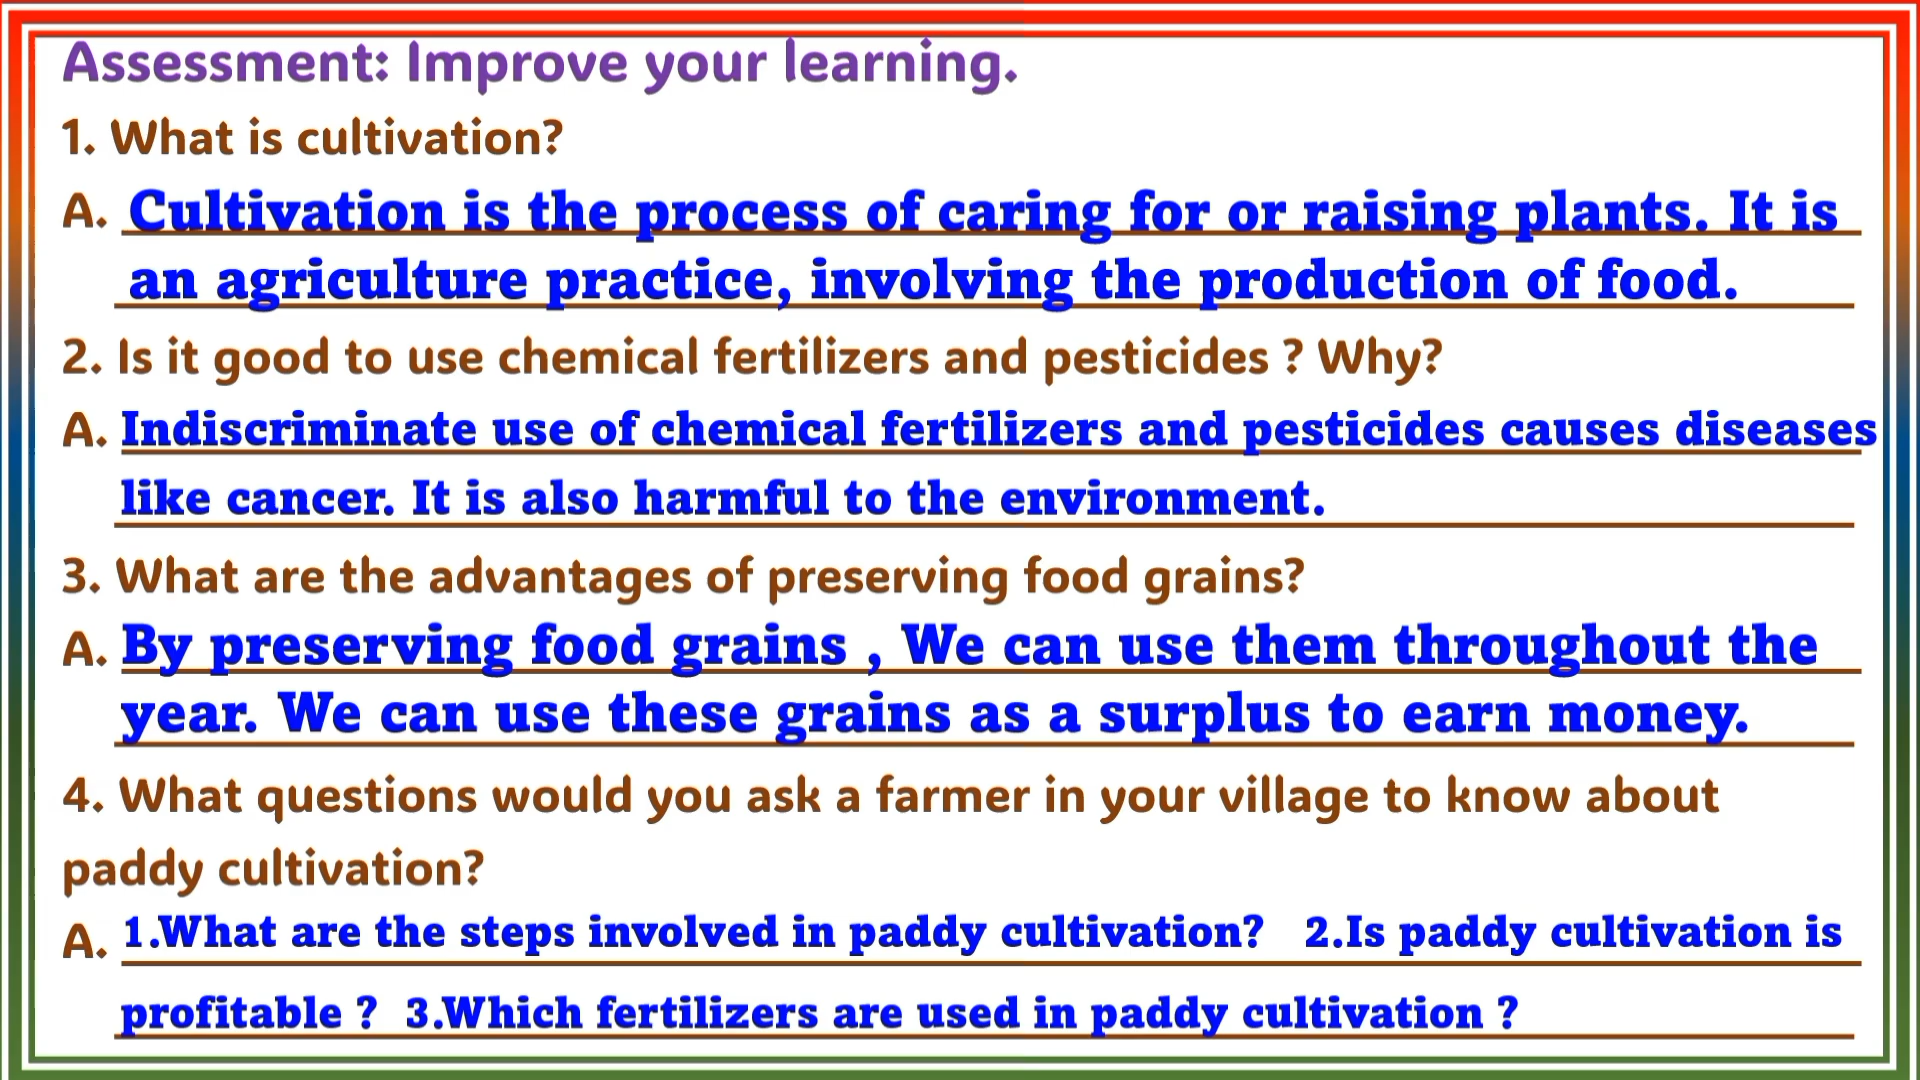 Assessment: Improve your learning.
1. What is cultivation?
A. Cultivation is the process of caring for or raising plants. It is
an agriculture practice, involving the production of food.
2. Is it good to use chemical fertilizers and pesticides ? Why?
A. Indiscriminate use of chemical fertilizers and pesticides causes diseases
like cancer. It is also harmful to the environment.
3. What are the advantages of preserving food grains?
A. By preserving food grains , We can use them throughout the
year. We can use these grains as a surplus to earn money.
4. What questions would you ask a farmer in your village to know about
paddy cultivation?
A. 1.What are the steps involved in paddy cultivation? 2.Is paddy cultivation is
profitable ? 3.Which fertilizers are used in paddy cultivation ?